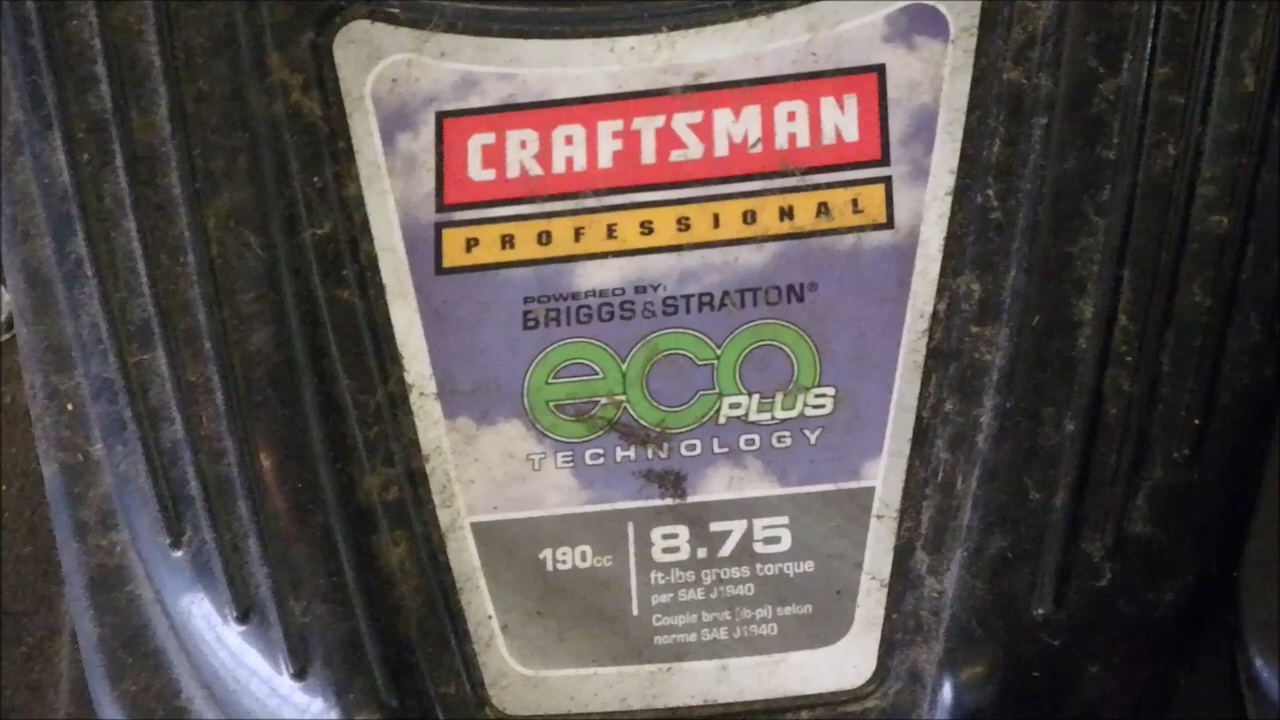 CRAFTSMAN
PROFESSIONAL
POWERED BY:
BRIGGS & STRATTON®
eco
PLUS
TECHNOLOGY
190cc
8.75
ft-lbs gross torque
per SAE J1940
Couple brut (lb-pi) selon
norme SAE J1940